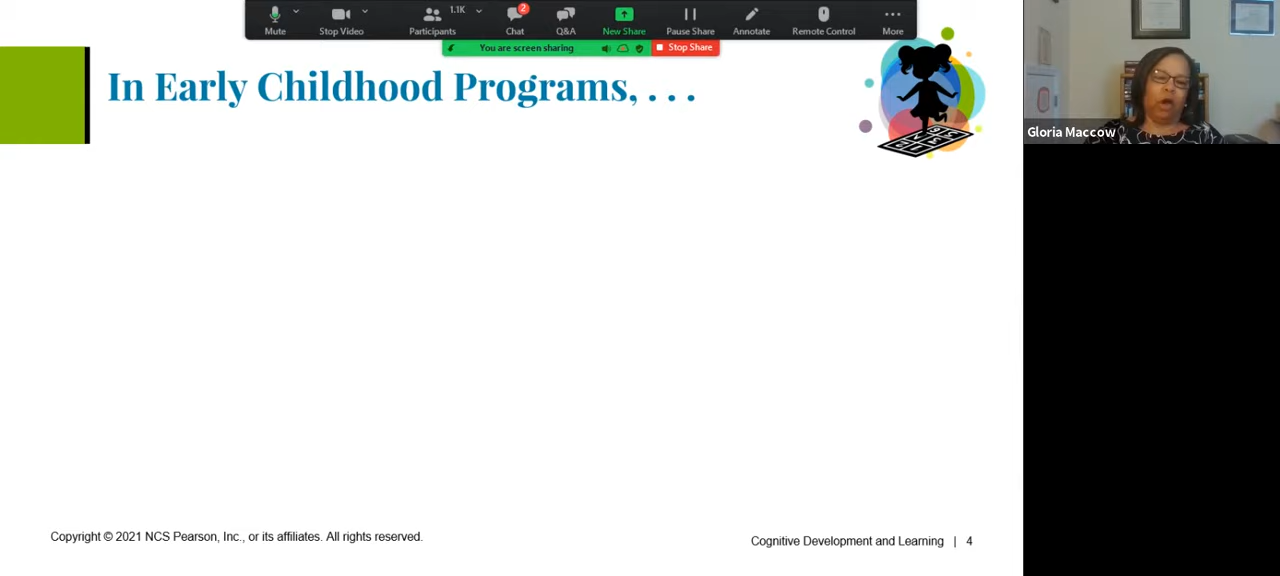 Mute
Stop Video
Participants
1.1K
Chat
2
Q&A
New Share
Pause Share
Annotate
Remote Control
More
You are screen sharing
Stop Share
In Early Childhood Programs, . . .
Gloria Maccow
Copyright © 2021 NCS Pearson, Inc., or its affiliates. All rights reserved.
Cognitive Development and Learning | 4